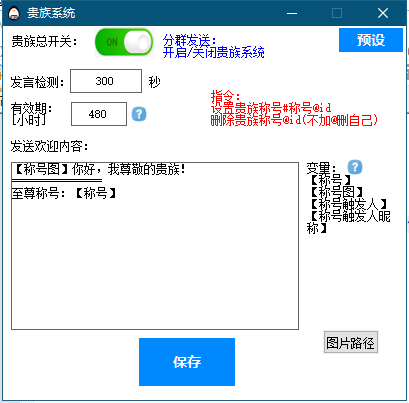 贵族系统
贵族总开关：
ON
分群发送：
开启/关闭贵族系统
预设
发言检测：
300
秒
有效期：
[小时]
480
?
指令：
设置贵族称号#称号@id
删除贵族称号@id(不加@删自己)
发送欢迎内容：
【称号图】你好，我尊敬的贵族！
═══════════
至尊称号：【称号】
变量：
?
【称号】
【称号图】
【称号触发人】
【称号触发人昵
称】
图片路径
保存